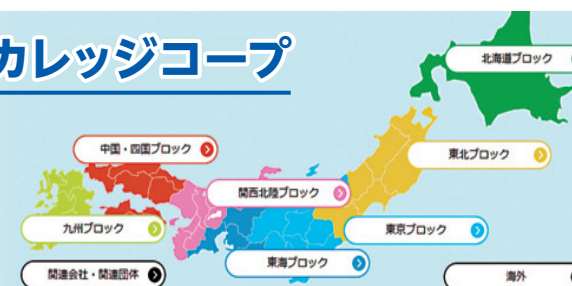 カレッジコープ
北海道ブロック
中国・四国ブロック
東北ブロック
関西北陸ブロック
九州ブロック
東京ブロック
東海ブロック
関連会社・関連団体
海外